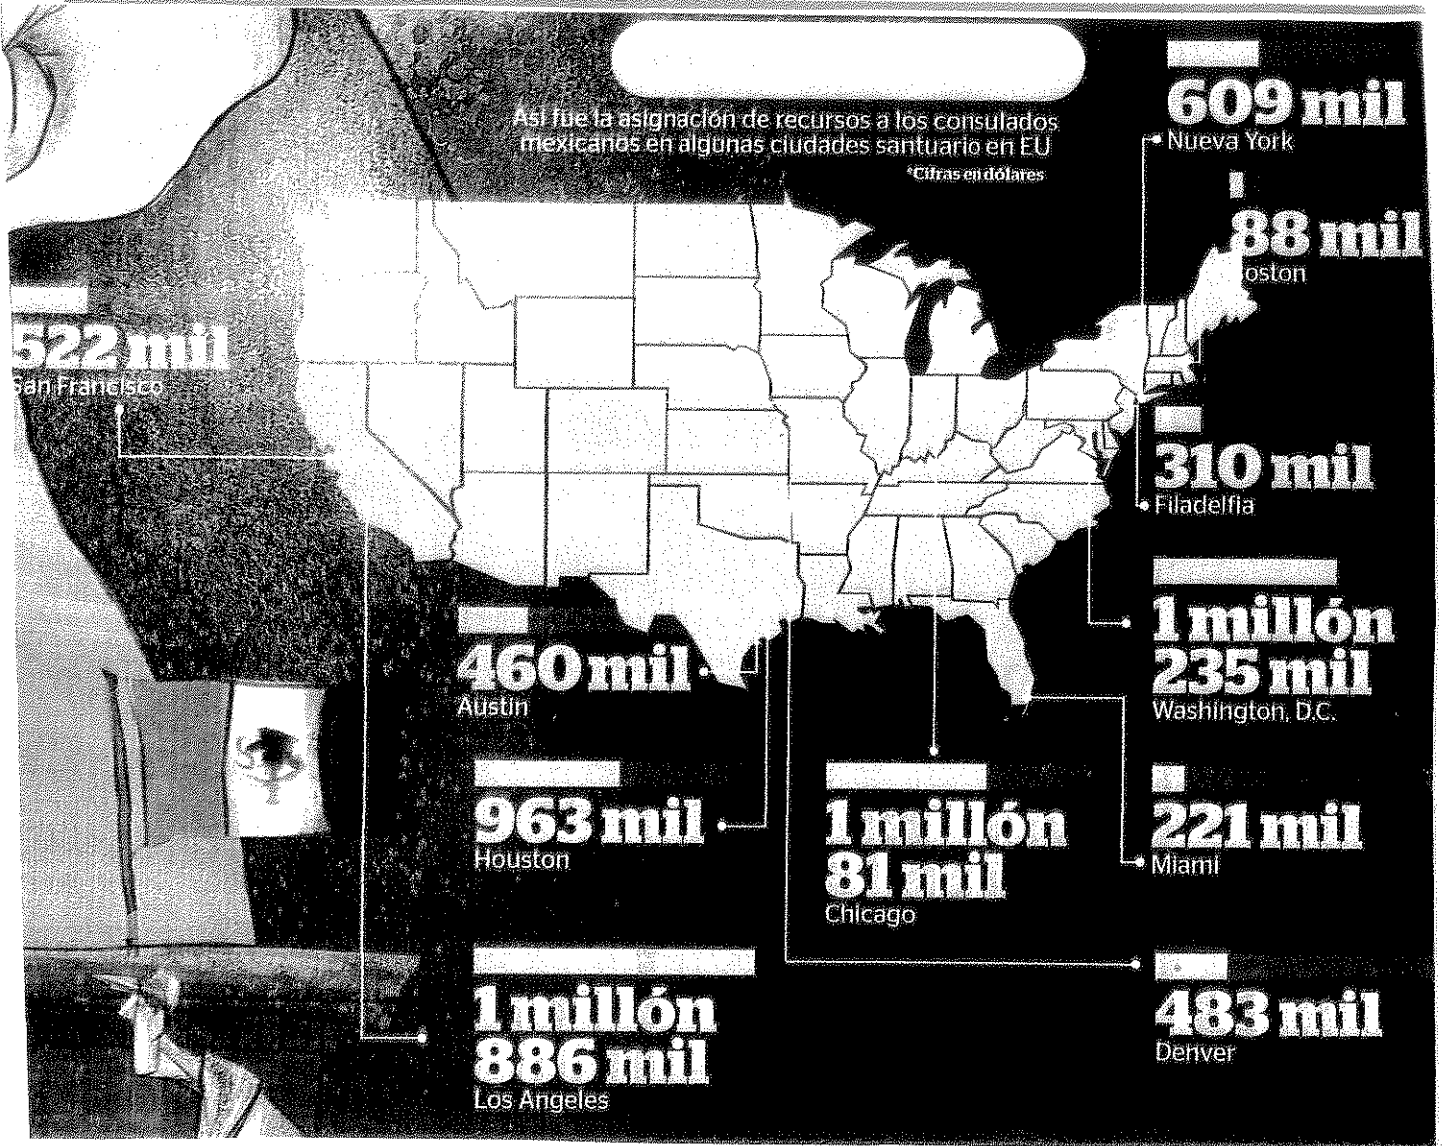 Así fue la asignación de recursos a los consulados
mexicanos en algunas ciudades santuario en EU
*Cifras en dólares
609 mil
Nueva York
88 mil
oston
522 mil
San Francisco
310 mil
Filadelfia
1 millón
235 mil
Washington, D.C.
460 mil
Austin
963 mil
Houston
1 millón
81 mil
Chicago
221 mil
Miami
1 millón
886 mil
Los Angeles
483 mil
Denver